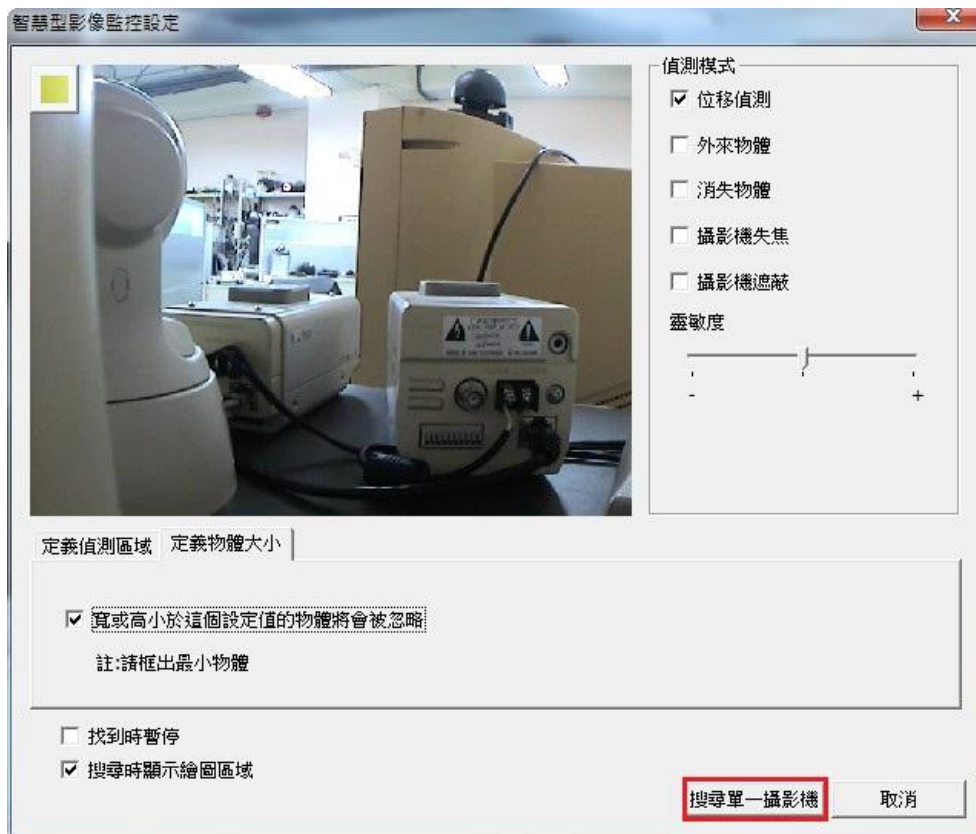 智慧型影像監控設定
偵測模式
位移偵測
外來物體
消失物體
攝影機失焦
攝影機遮蔽
靈敏度
- +
定義偵測區域 定義物體大小
寬或高小於這個設定值的物體將會被忽略
註:請框出最小物體
找到時暫停
搜尋時顯示繪圖區域
搜尋單一攝影機 取消